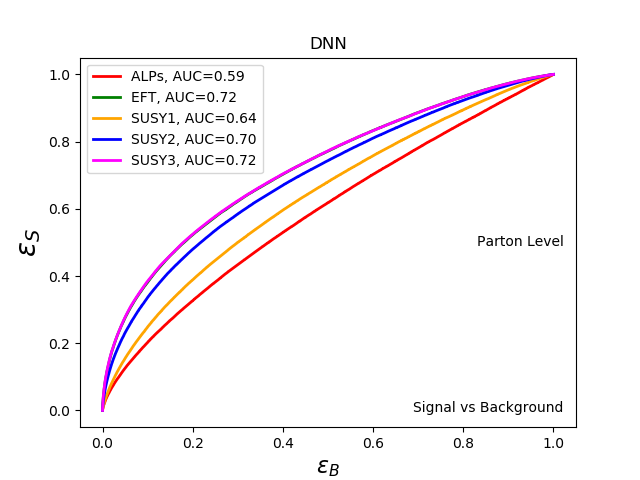 DNN
ALPs, AUC=0.59
EFT, AUC=0.72
SUSY1, AUC=0.64
SUSY2, AUC=0.70
SUSY3, AUC=0.72
1.0
0.8
0.6
0.4
0.2
0.0
ε_S
Parton Level
Signal vs Background
0.0 0.2 0.4 0.6 0.8 1.0
ε_B